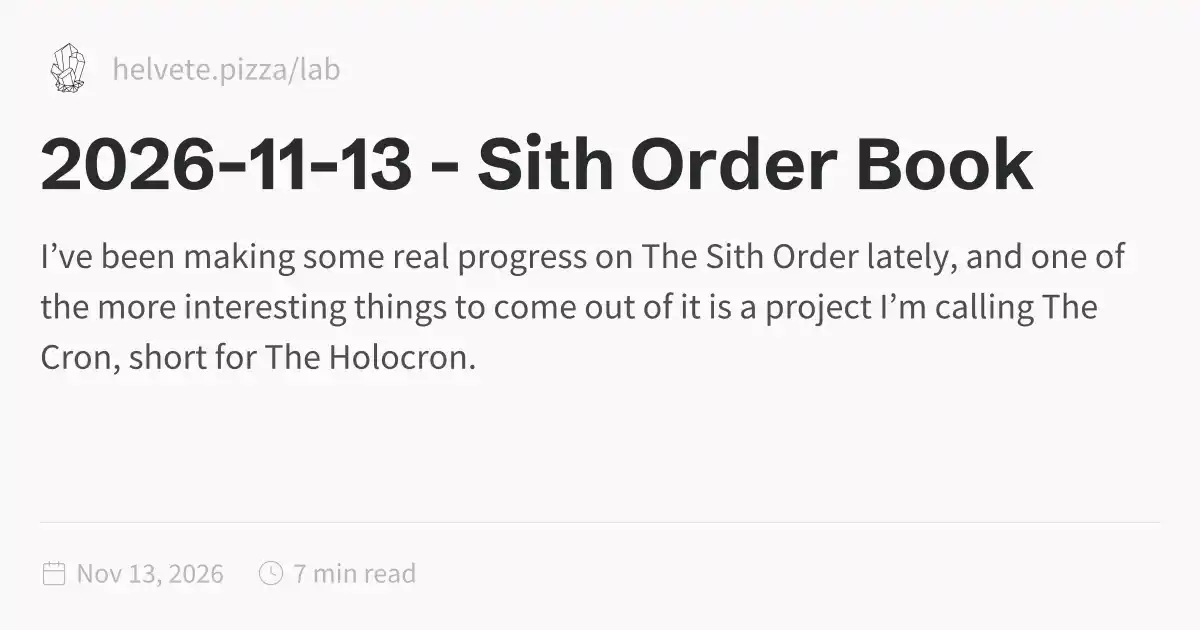 helvete.pizza/lab
2026-11-13 - Sith Order Book
I’ve been making some real progress on The Sith Order lately, and one of
the more interesting things to come out of it is a project I’m calling The
Cron, short for The Holocron.
Nov 13, 2026 7 min read